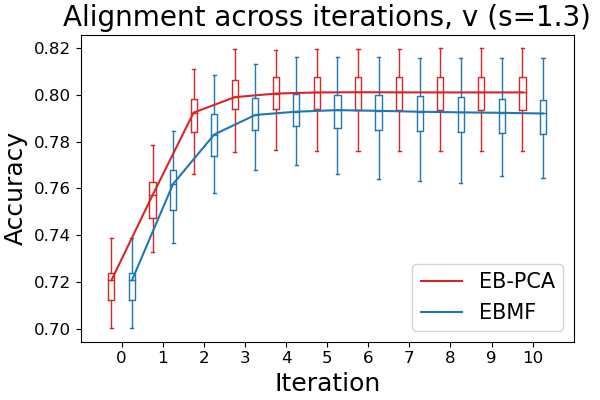 Alignment across iterations, v (s=1.3)
Accuracy
0.82
0.80
0.78
0.76
0.74
0.72
0.70
EB-PCA
EBMF
0 1 2 3 4 5 6 7 8 9 10
Iteration